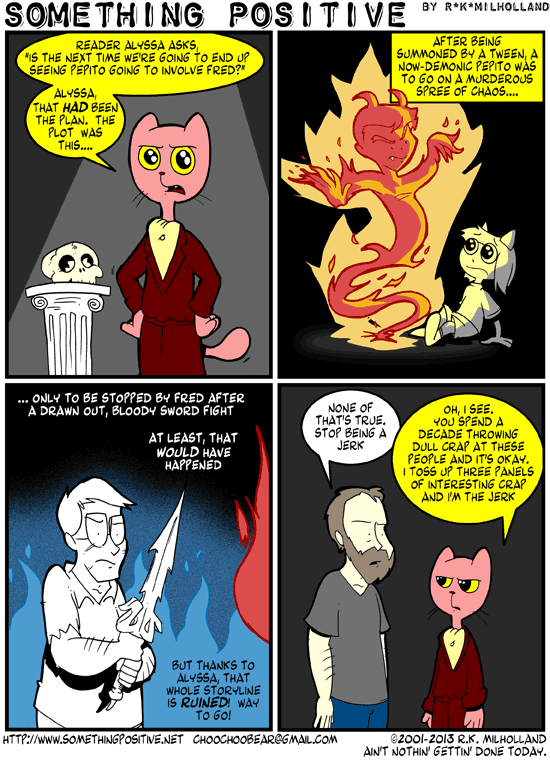 SOMETHING POSITIVE BY R*K*MILHOLLAND
READER ALYSSA ASKS,
"IS THE NEXT TIME WE'RE GOING TO END UP
SEEING PEPITO GOING TO INVOLVE FRED?"
ALYSSA,
THAT HAD BEEN
THE PLAN. THE
PLOT WAS
THIS....
AFTER BEING
SUMMONED BY A TWEEN, A
NOW-DEMONIC PEPITO WAS
TO GO ON A MURDEROUS
SPREE OF CHAOS....
... ONLY TO BE STOPPED BY FRED AFTER
A DRAWN OUT, BLOODY SWORD FIGHT
AT LEAST, THAT
WOULD HAVE
HAPPENED
BUT THANKS TO
ALYSSA, THAT
WHOLE STORYLINE
IS RUINED! WAY
TO GO!
NONE OF
THAT'S TRUE.
STOP BEING A
JERK
OH, I SEE.
YOU SPEND A
DECADE THROWING
DULL CRAP AT THESE
PEOPLE AND IT'S OKAY.
I TOSS UP THREE PANELS
OF INTERESTING CRAP
AND I'M THE JERK
HTTP://WWW.SOMETHINGPOSITIVE.NET CHOOCHOOBEAR@GMAIL.COM
©2001-2013 R.K. MILHOLLAND
AIN'T NOTHIN' GETTIN' DONE TODAY.